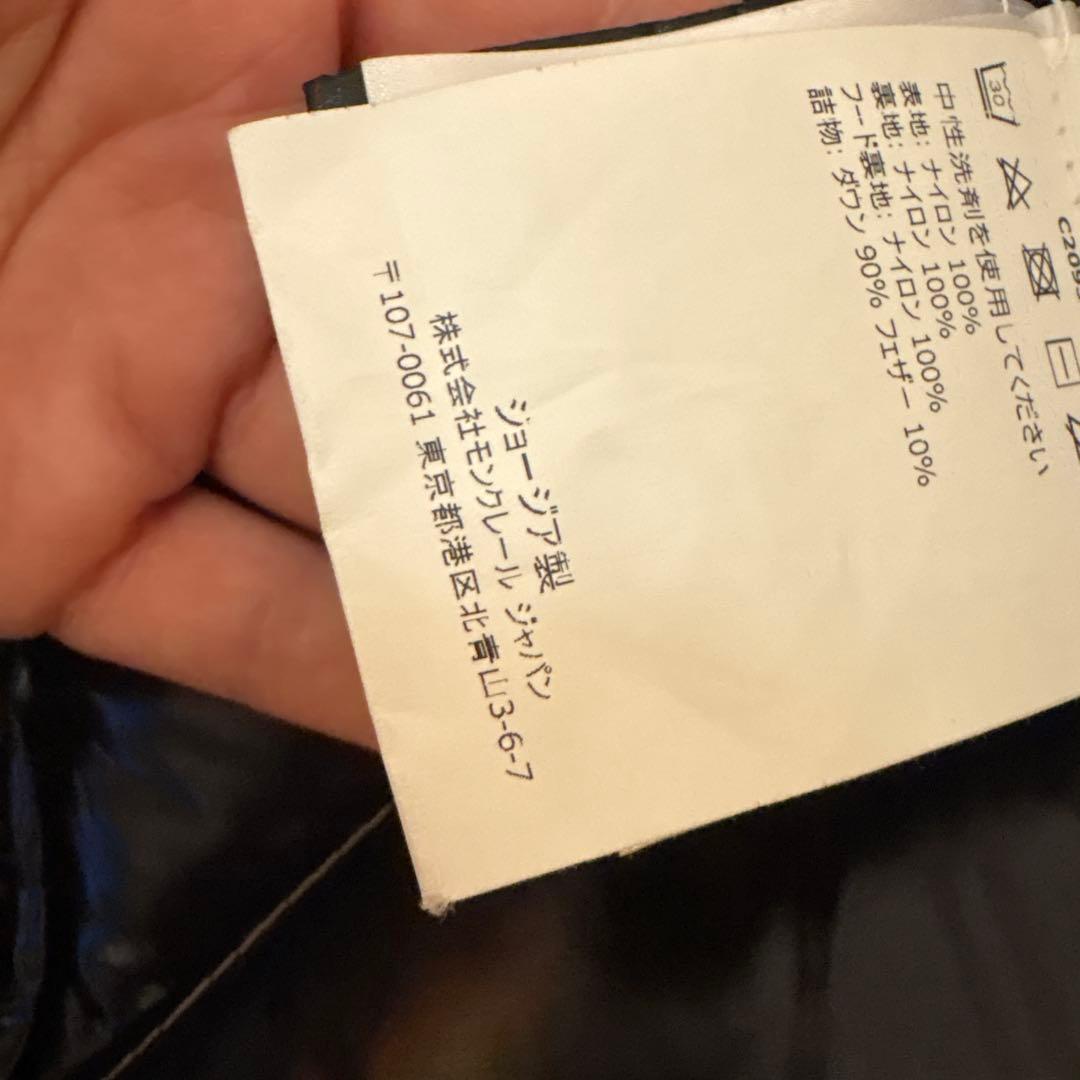 C209
30
中性洗剤を使用してください
表地: ナイロン 100%
裏地: ナイロン 100%
フード裏地: ナイロン 100%
詰物: ダウン 90% フェザー 10%
ジョージア製
株式会社モンクレール ジャパン
〒107-0061 東京都港区北青山3-6-7